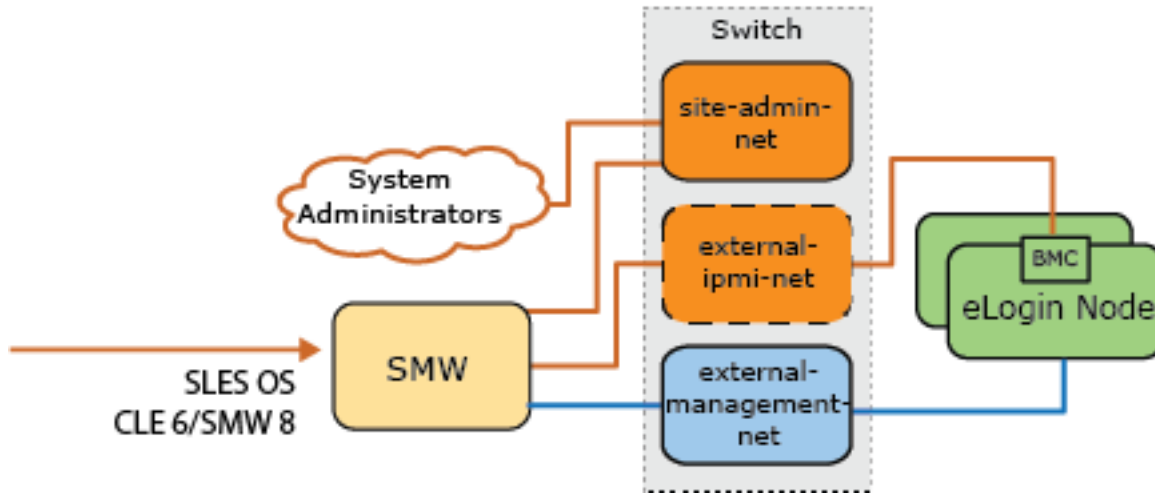 Switch
site-admin-
net
System
Administrators
external-
ipmi-net
BMC
eLogin Node
SMW
external-
management-
net
SLES OS
CLE 6/SMW 8